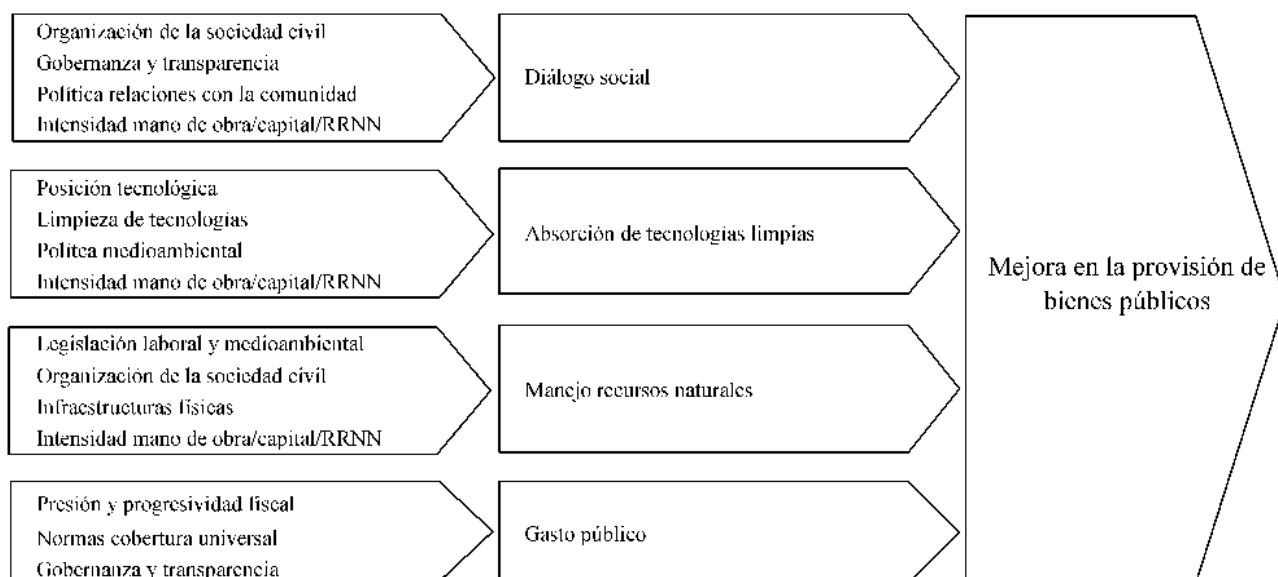 Organización de la sociedad civil
Gobernanza y transparencia
Política relaciones con la comunidad
Intensidad mano de obra/capital/RRNN
Diálogo social
Posición tecnológica
Limpieza de tecnologías
Polítca medioambiental
Intensidad mano de obra/capital/RRNN
Absorción de tecnologías limpias
Legislación laboral y medioambiental
Organización de la sociedad civil
Infraestructuras físicas
Intensidad mano de obra/capital/RRNN
Manejo recursos naturales
Presión y progresividad fiscal
Normas cobertura universal
Gobernanza y transparencia
Gasto público
Mejora en la provisión de
bienes públicos